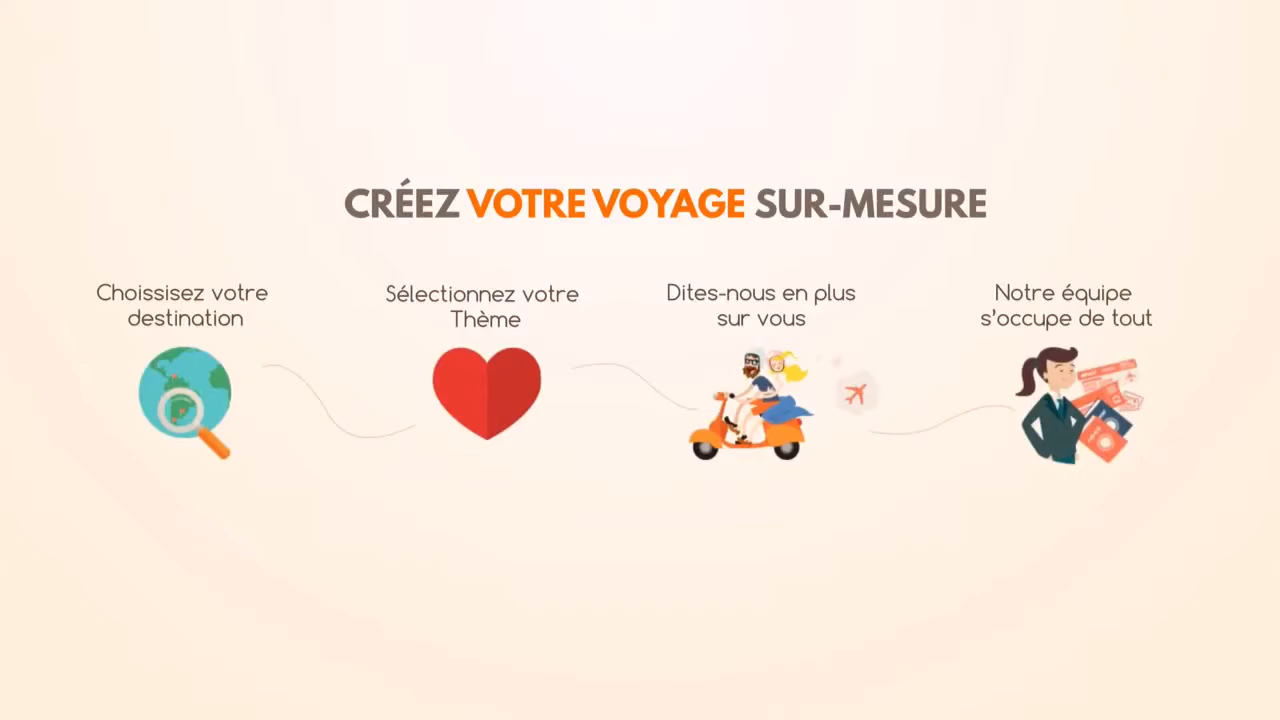 CRÉEZ VOTRE VOYAGE SUR-MESURE
Choissisez votre
destination
Sélectionnez votre
Thème
Dites-nous en plus
sur vous
Notre équipe
s'occupe de tout